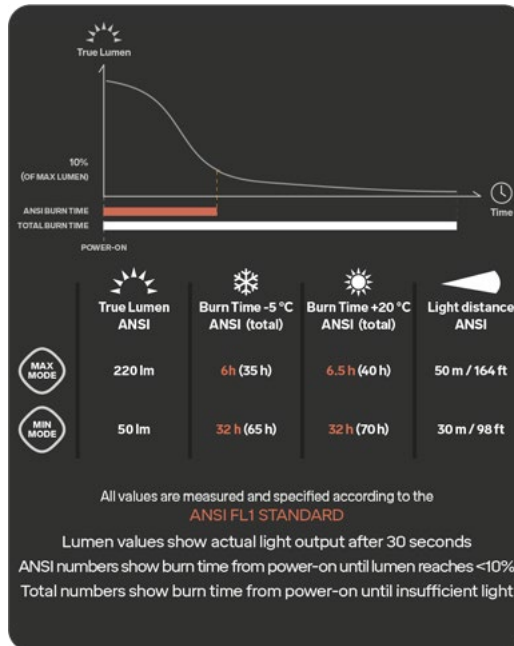 True Lumen
10%
(OF MAX LUMEN)
ANSI BURN TIME
TOTAL BURN TIME
Time
POWER-ON
True Lumen
ANSI
Burn Time -5 °C
ANSI (total)
Burn Time +20 °C
ANSI (total)
Light distance
ANSI
MAX
MODE
220 lm
6h (35 h)
6.5 h (40 h)
50 m / 164 ft
MIN
MODE
50 lm
32 h (65 h)
32 h (70 h)
30 m / 98 ft
All values are measured and specified according to the
ANSI FL1 STANDARD
Lumen values show actual light output after 30 seconds
ANSI numbers show burn time from power-on until lumen reaches <10%
Total numbers show burn time from power-on until insufficient light